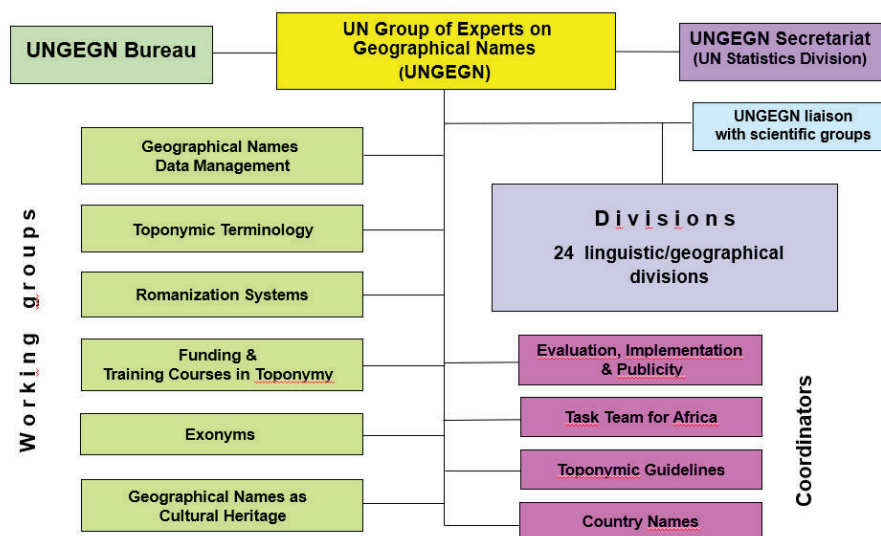 UNGEGN Bureau
UN Group of Experts on
Geographical Names
(UNGEGN)
UNGEGN Secretariat
(UN Statistics Division)
UNGEGN liaison
with scientific groups
Working groups
Geographical Names
Data Management
Toponymic Terminology
Romanization Systems
Funding &
Training Courses in Toponymy
Exonyms
Geographical Names as
Cultural Heritage
Divisions
24 linguistic/geographical
divisions
Evaluation, Implementation
& Publicity
Task Team for Africa
Toponymic Guidelines
Country Names
Coordinators